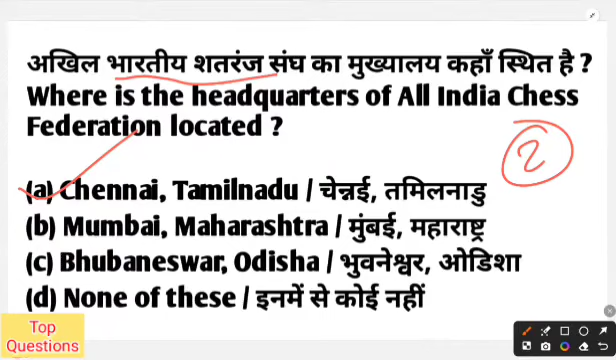 अखिल भारतीय शतरंज संघ का मुख्यालय कहाँ स्थित है ?
Where is the headquarters of All India Chess
Federation located ?
2
(a) Chennai, Tamilnadu / चेन्नई, तमिलनाडु
(b) Mumbai, Maharashtra / मुंबई, महाराष्ट्र
(c) Bhubaneswar, Odisha / भुवनेश्वर, ओडिशा
(d) None of these / इनमें से कोई नहीं
Top
Questions